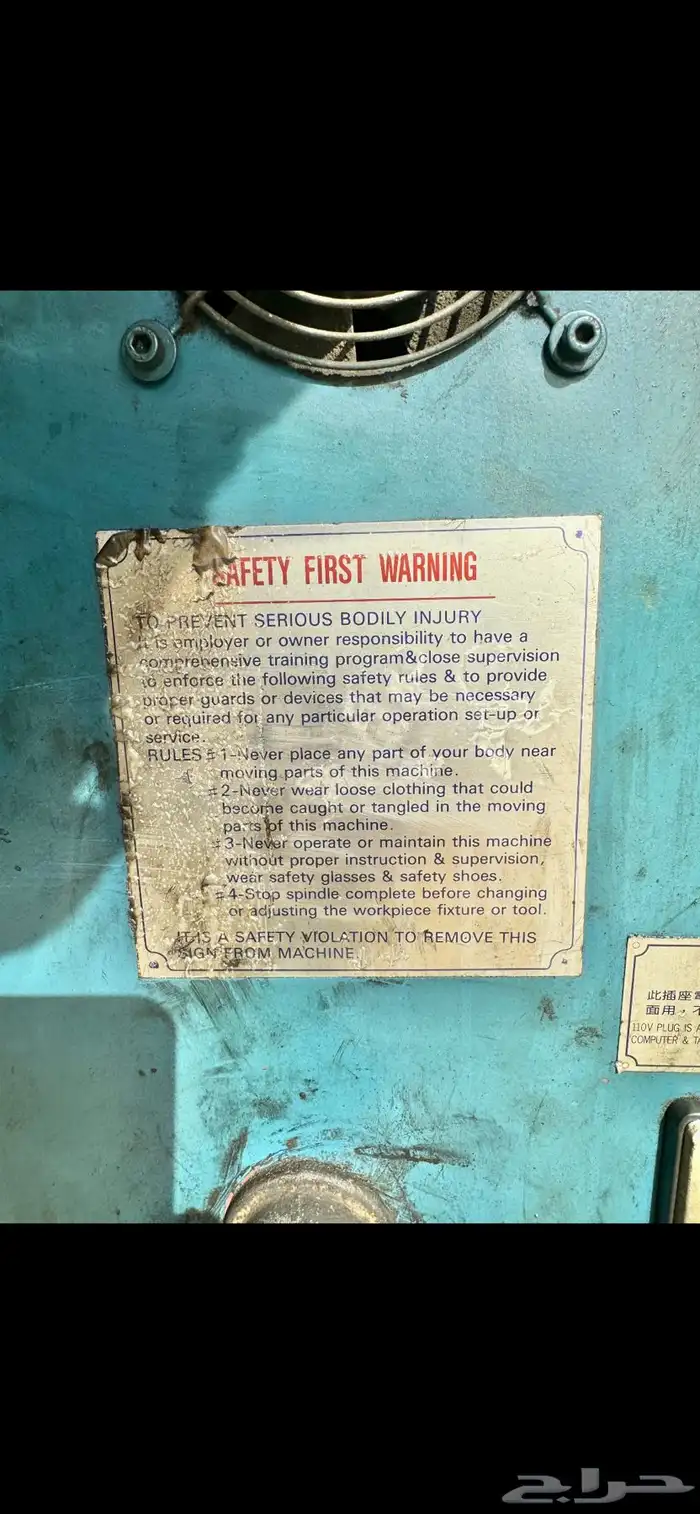 SAFETY FIRST WARNING
TO PREVENT SERIOUS BODILY INJURY
It is employer or owner responsibility to have a
comprehensive training program&close supervision
to enforce the following safety rules & to provide
proper guards or devices that may be necessary
or required for any particular operation set-up or
service.
RULES #1-Never place any part of your body near
moving parts of this machine.
#2-Never wear loose clothing that could
become caught or tangled in the moving
parts of this machine.
#3-Never operate or maintain this machine
without proper instruction & supervision,
wear safety glasses & safety shoes.
#4-Stop spindle complete before changing
or adjusting the workpiece fixture or tool.
IT IS A SAFETY VIOLATION TO REMOVE THIS
SIGN FROM MACHINE
此插座
面用，
110V PLUG IS
COMPUTER &
حراج